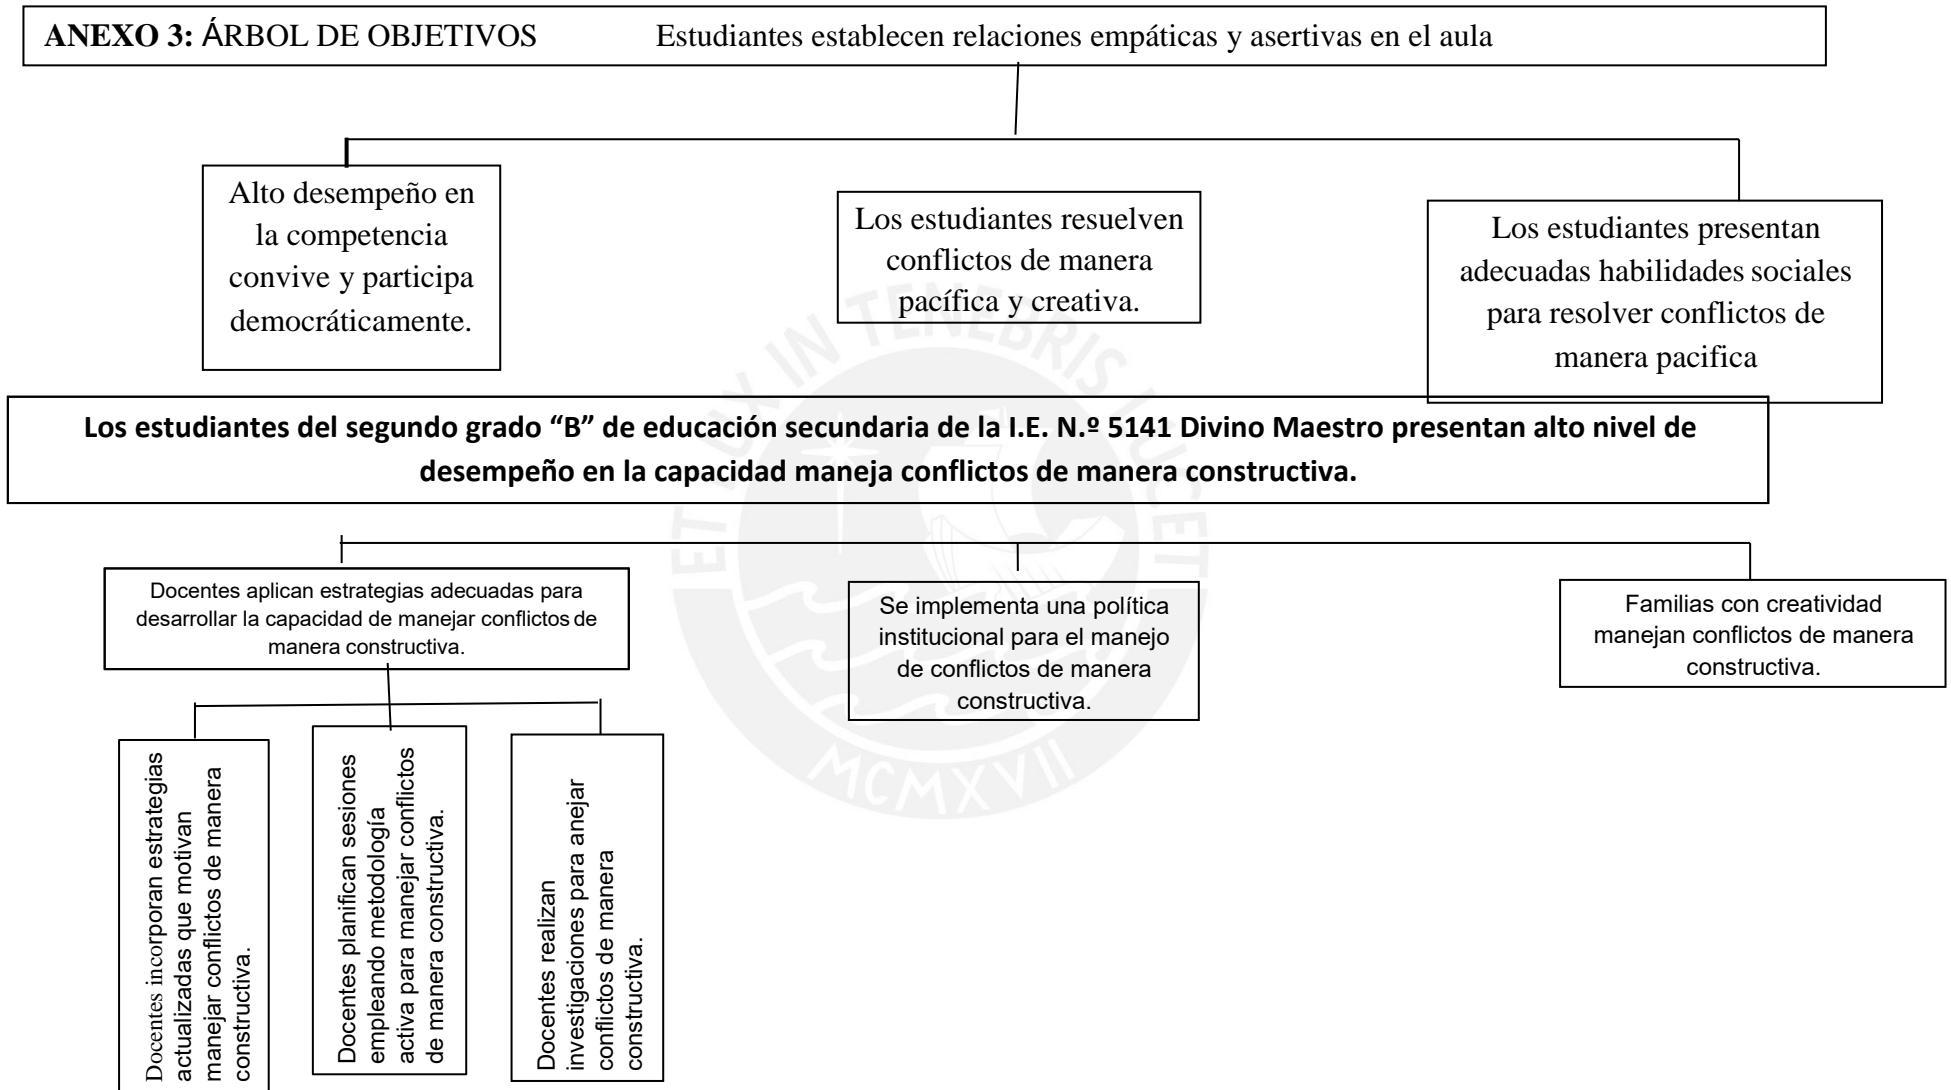 ANEXO 3: ÁRBOL DE OBJETIVOS Estudiantes establecen relaciones empáticas y asertivas en el aula
Alto desempeño en
la competencia
convive y participa
democráticamente.
Los estudiantes resuelven
conflictos de manera
pacífica y creativa.
Los estudiantes presentan
adecuadas habilidades sociales
para resolver conflictos de
manera pacifica
Los estudiantes del segundo grado “B” de educación secundaria de la I.E. N.º 5141 Divino Maestro presentan alto nivel de
desempeño en la capacidad maneja conflictos de manera constructiva.
Docentes aplican estrategias adecuadas para
desarrollar la capacidad de manejar conflictos de
manera constructiva.
Se implementa una política
institucional para el manejo
de conflictos de manera
constructiva.
Familias con creatividad
manejan conflictos de manera
constructiva.
Docentes incorporan estrategias
actualizadas que motivan
manejar conflictos de manera
constructiva.
Docentes planifican sesiones
empleando metodología
activa para manejar conflictos
de manera constructiva.
Docentes realizan
investigaciones para anejar
conflictos de manera
constructiva.
ET LUX IN TENEBRIS LUCET
MCMXVII